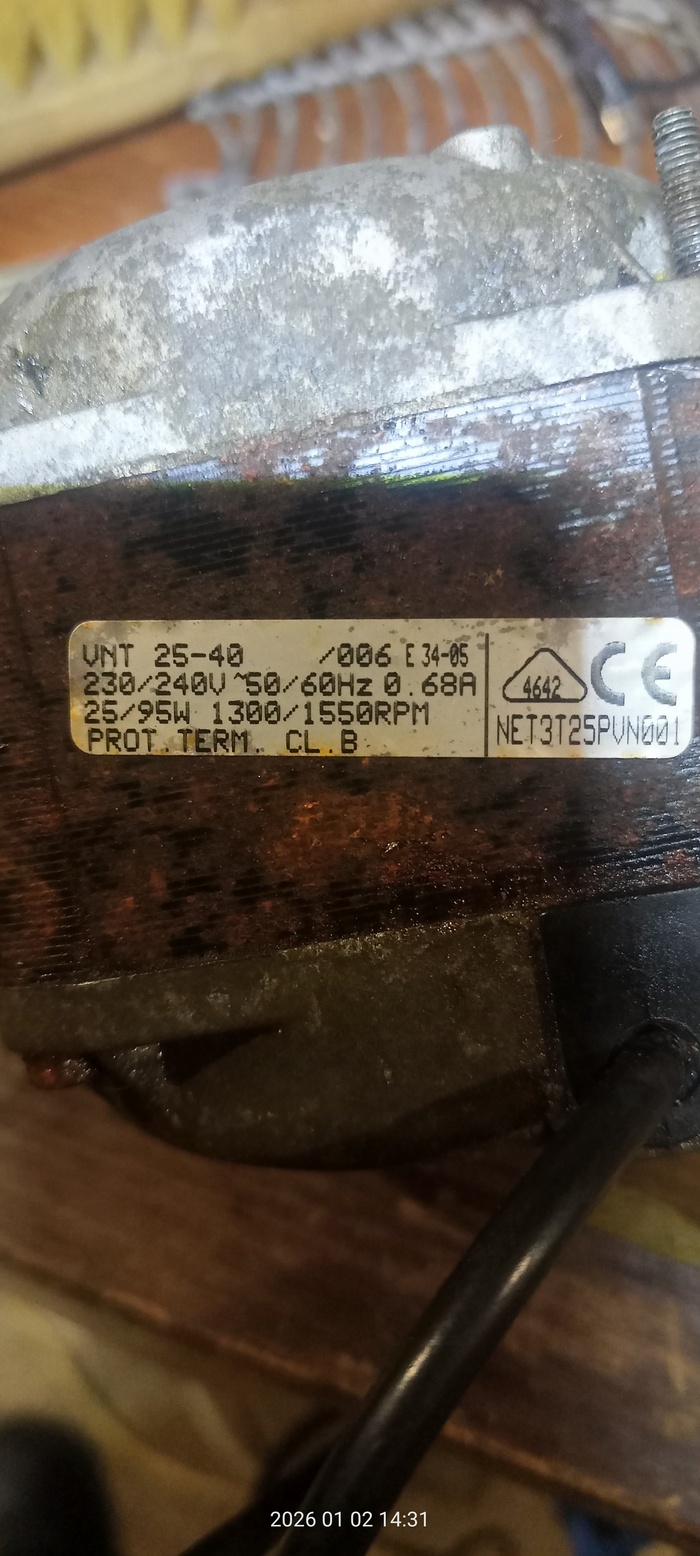 VNT 25-40 /006 E 34-05
230/240V ~50/60Hz 0.68A
25/95W 1300/1550RPM
PROT.TERM. CL.B
4642 CE
NET3T25PVN001
2026 01 02 14:31